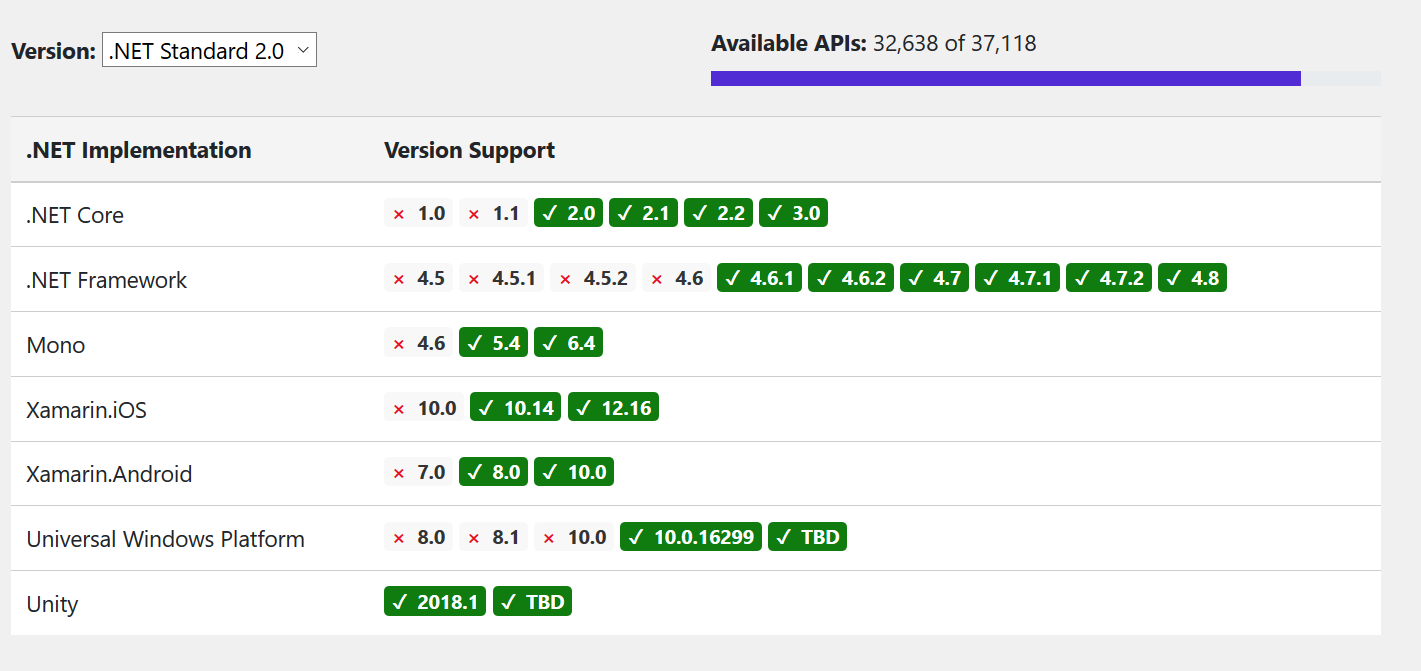 Version: .NET Standard 2.0
Available APIs: 32,638 of 37,118
.NET Implementation Version Support
.NET Core × 1.0 × 1.1 ✓ 2.0 ✓ 2.1 ✓ 2.2 ✓ 3.0
.NET Framework × 4.5 × 4.5.1 × 4.5.2 × 4.6 ✓ 4.6.1 ✓ 4.6.2 ✓ 4.7 ✓ 4.7.1 ✓ 4.7.2 ✓ 4.8
Mono × 4.6 ✓ 5.4 ✓ 6.4
Xamarin.iOS × 10.0 ✓ 10.14 ✓ 12.16
Xamarin.Android × 7.0 ✓ 8.0 ✓ 10.0
Universal Windows Platform × 8.0 × 8.1 × 10.0 ✓ 10.0.16299 ✓ TBD
Unity ✓ 2018.1 ✓ TBD